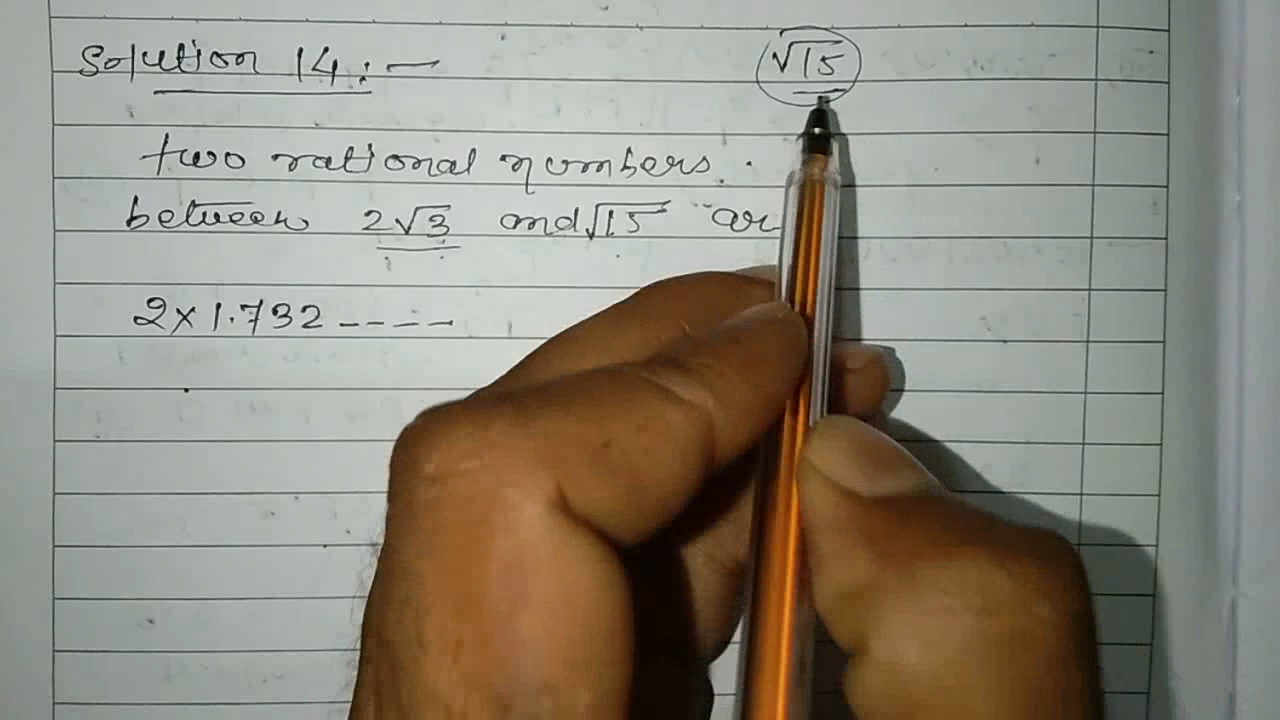 Solution 14 :-
√15
two rational numbers.
between 2√3 and √15 ar
2×1.732----